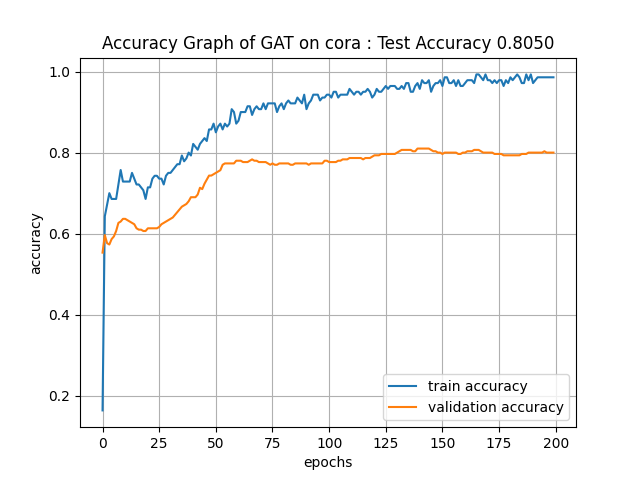 Accuracy Graph of GAT on cora : Test Accuracy 0.8050
1.0
0.8
0.6
0.4
0.2
accuracy
train accuracy
validation accuracy
0 25 50 75 100 125 150 175 200
epochs